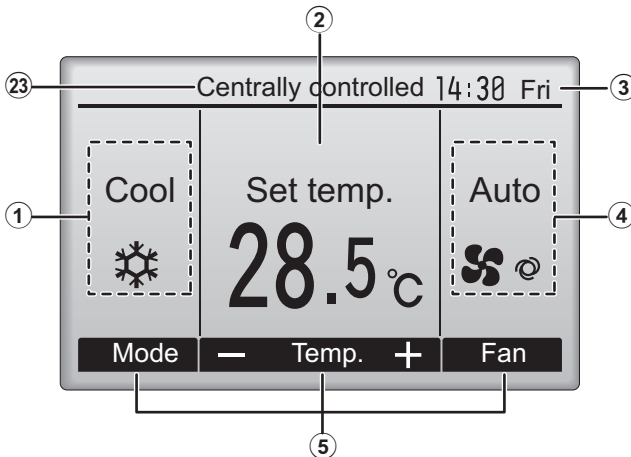 2
23 Centrally controlled 14:30 Fri 3
Cool Set temp. Auto
1 28.5°C 4
Mode − Temp. + Fan
5